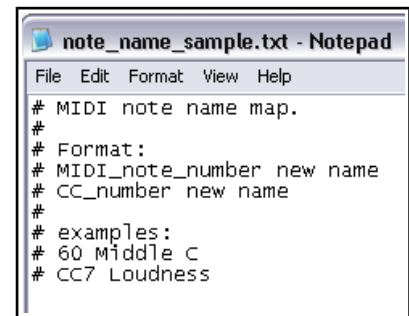 note_name_sample.txt - Notepad
File Edit Format View Help
# MIDI note name map.
#
# Format:
# MIDI_note_number new name
# CC_number new name
#
# examples:
# 60 Middle C
# CC7 Loudness